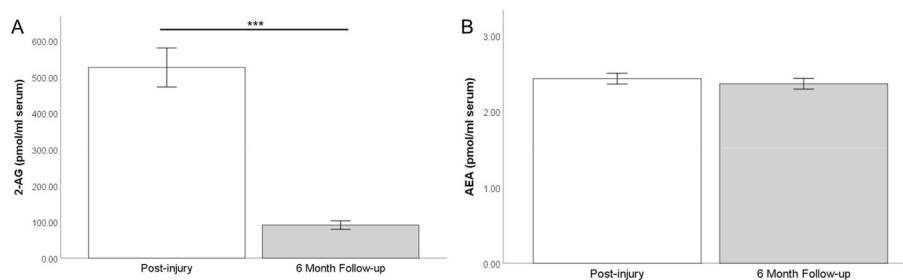 A
***
2-AG (pmol/ml serum)
600.00
500.00
400.00
300.00
200.00
100.00
0.00
Post-injury
6 Month Follow-up
B
AEA (pmol/ml serum)
3.00
2.00
1.00
0.00
Post-injury
6 Month Follow-up